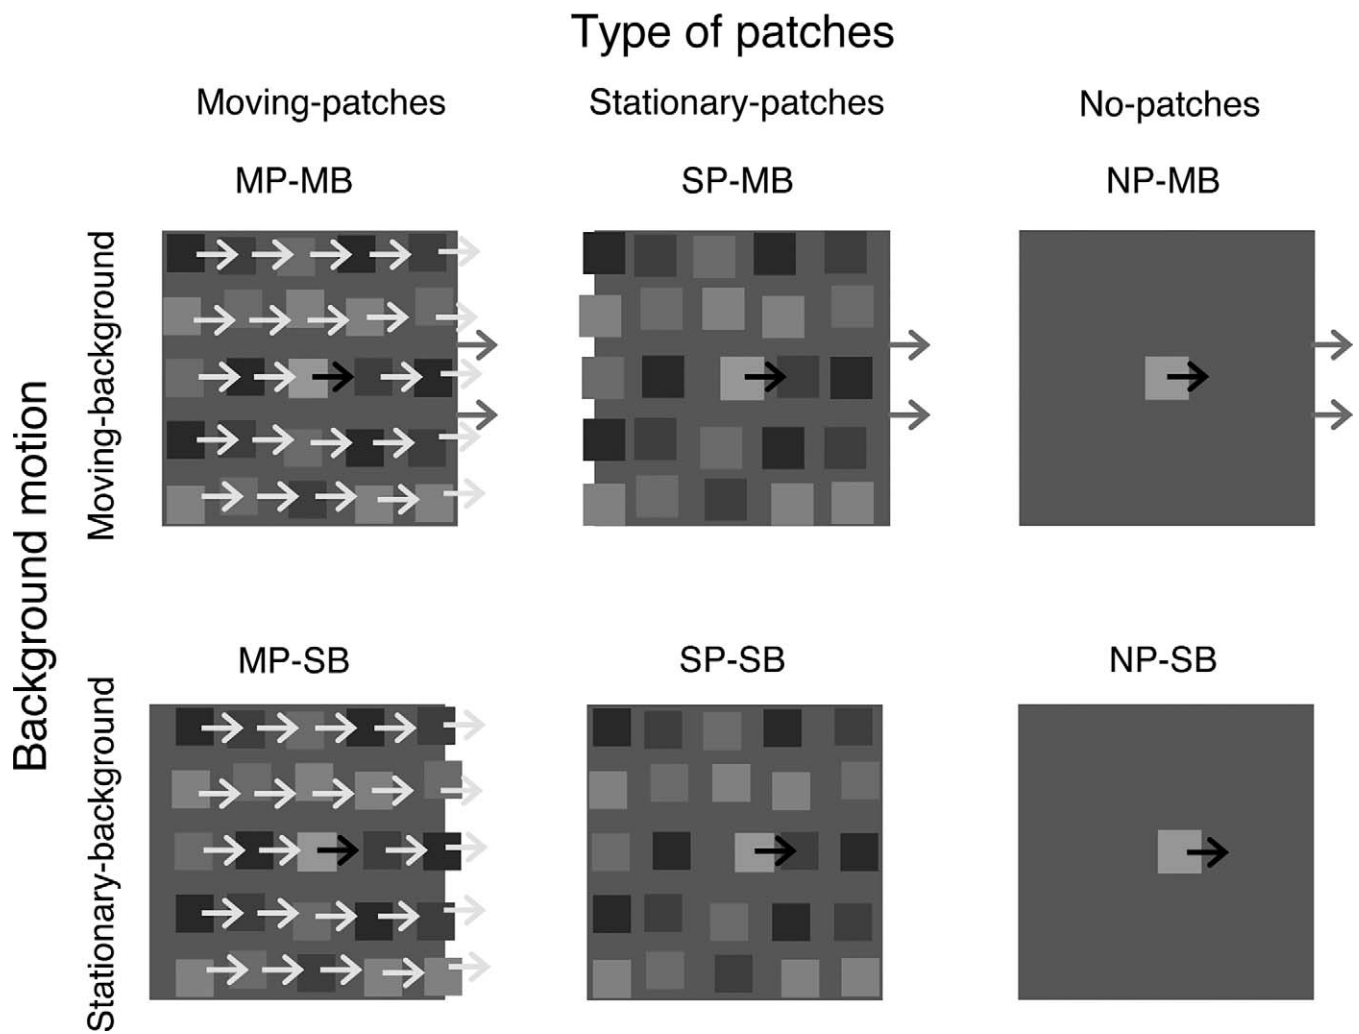 Type of patches
Moving-patches
Stationary-patches
No-patches
MP-MB
SP-MB
NP-MB
Background motion
Moving-background
MP-SB
SP-SB
NP-SB
Stationary-background